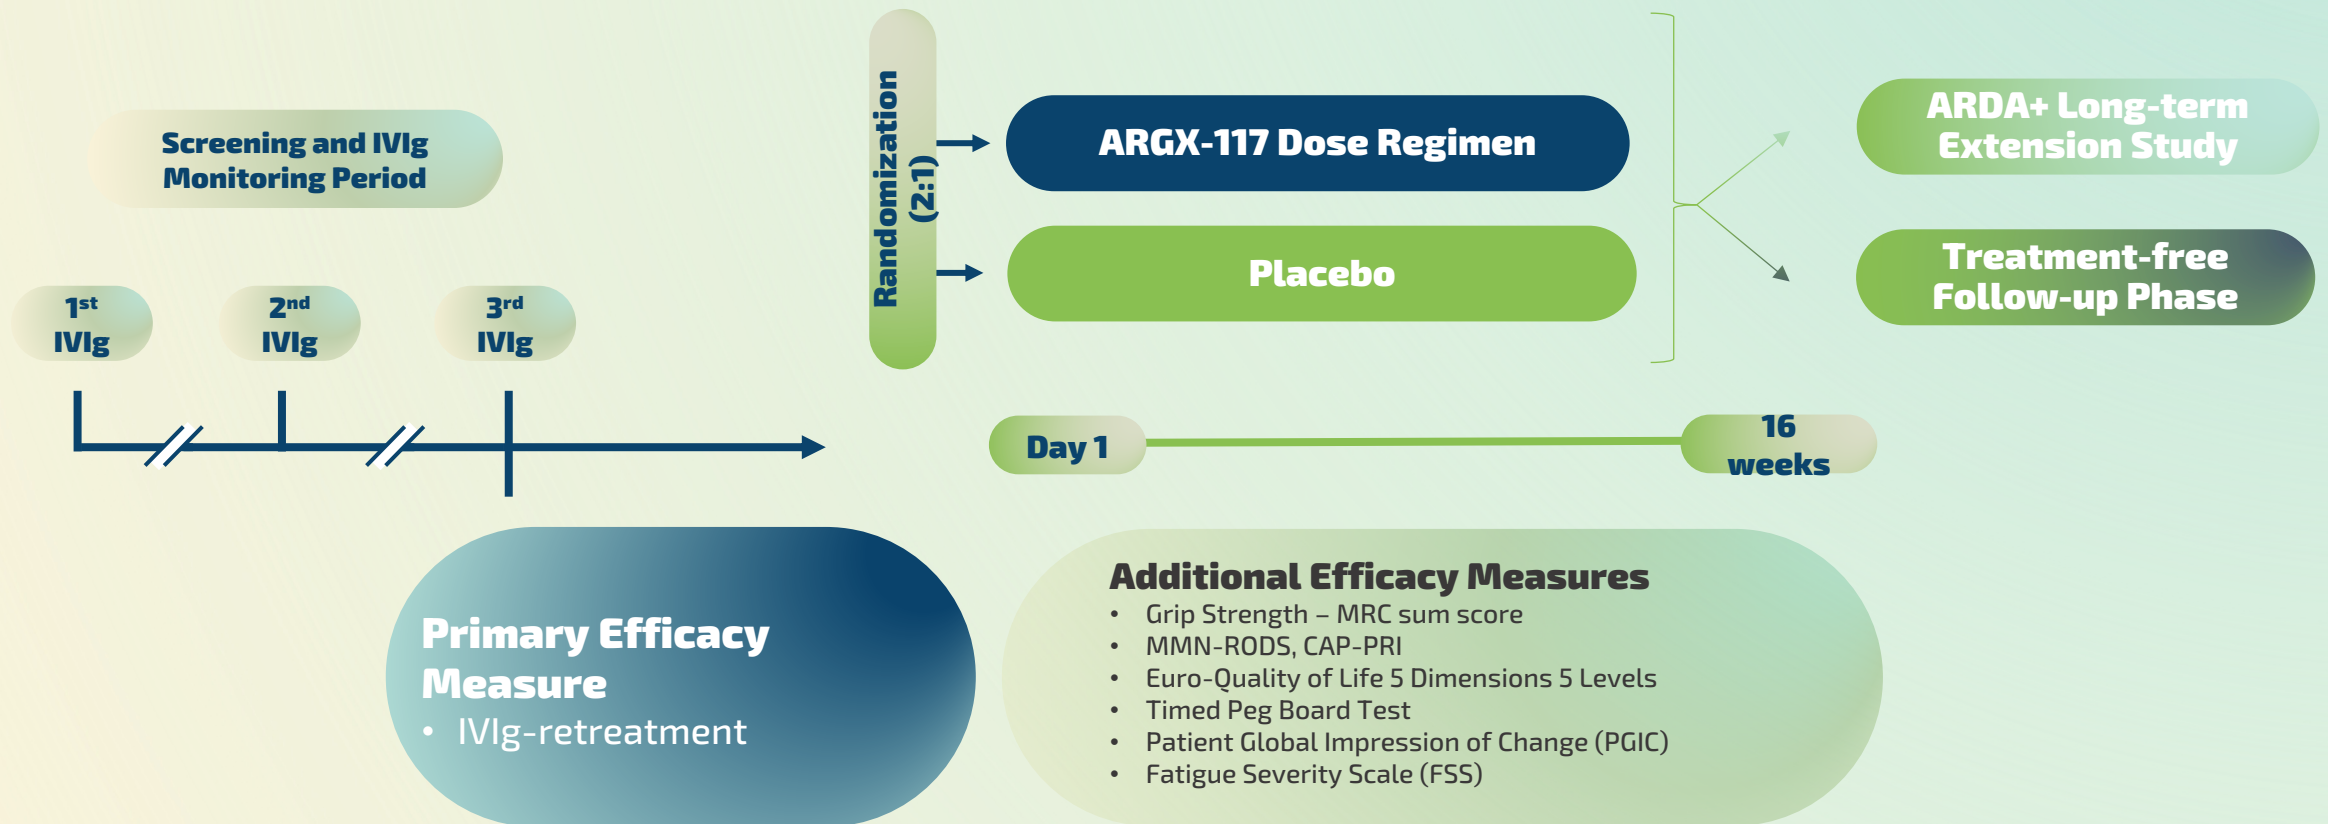 Screening and IVIg
Monitoring Period
1st
IVIg
2nd
IVIg
3rd
IVIg
Randomization
(2:1)
ARGX-117 Dose Regimen
Placebo
ARDA+ Long-term
Extension Study
Treatment-free
Follow-up Phase
Day 1
16
weeks
Primary Efficacy
Measure
• IVIg-retreatment
Additional Efficacy Measures
• Grip Strength – MRC sum score
• MMN-RODS, CAP-PRI
• Euro-Quality of Life 5 Dimensions 5 Levels
• Timed Peg Board Test
• Patient Global Impression of Change (PGIC)
• Fatigue Severity Scale (FSS)